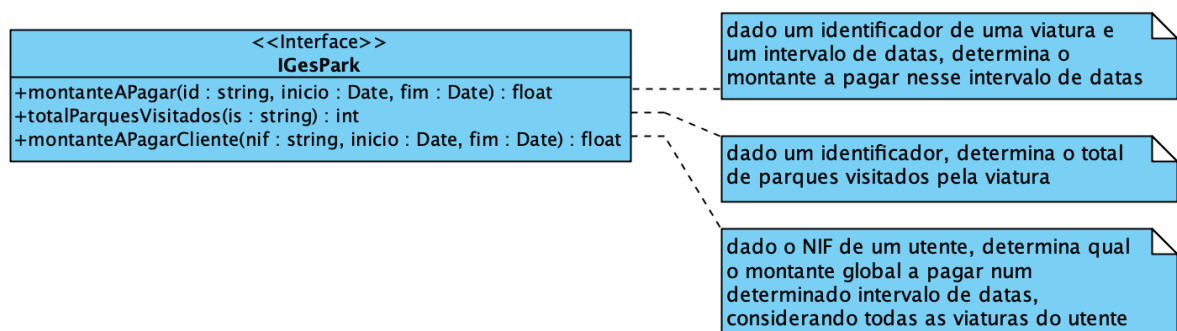 <<Interface>>
IGesPark
+montanteAPagar(id : string, inicio : Date, fim : Date) : float
+totalParquesVisitados(is : string) : int
+montanteAPagarCliente(nif : string, inicio : Date, fim : Date) : float
dado um identificador de uma viatura e
um intervalo de datas, determina o
montante a pagar nesse intervalo de datas
dado um identificador, determina o total
de parques visitados pela viatura
dado o NIF de um utente, determina qual
o montante global a pagar num
determinado intervalo de datas,
considerando todas as viaturas do utente